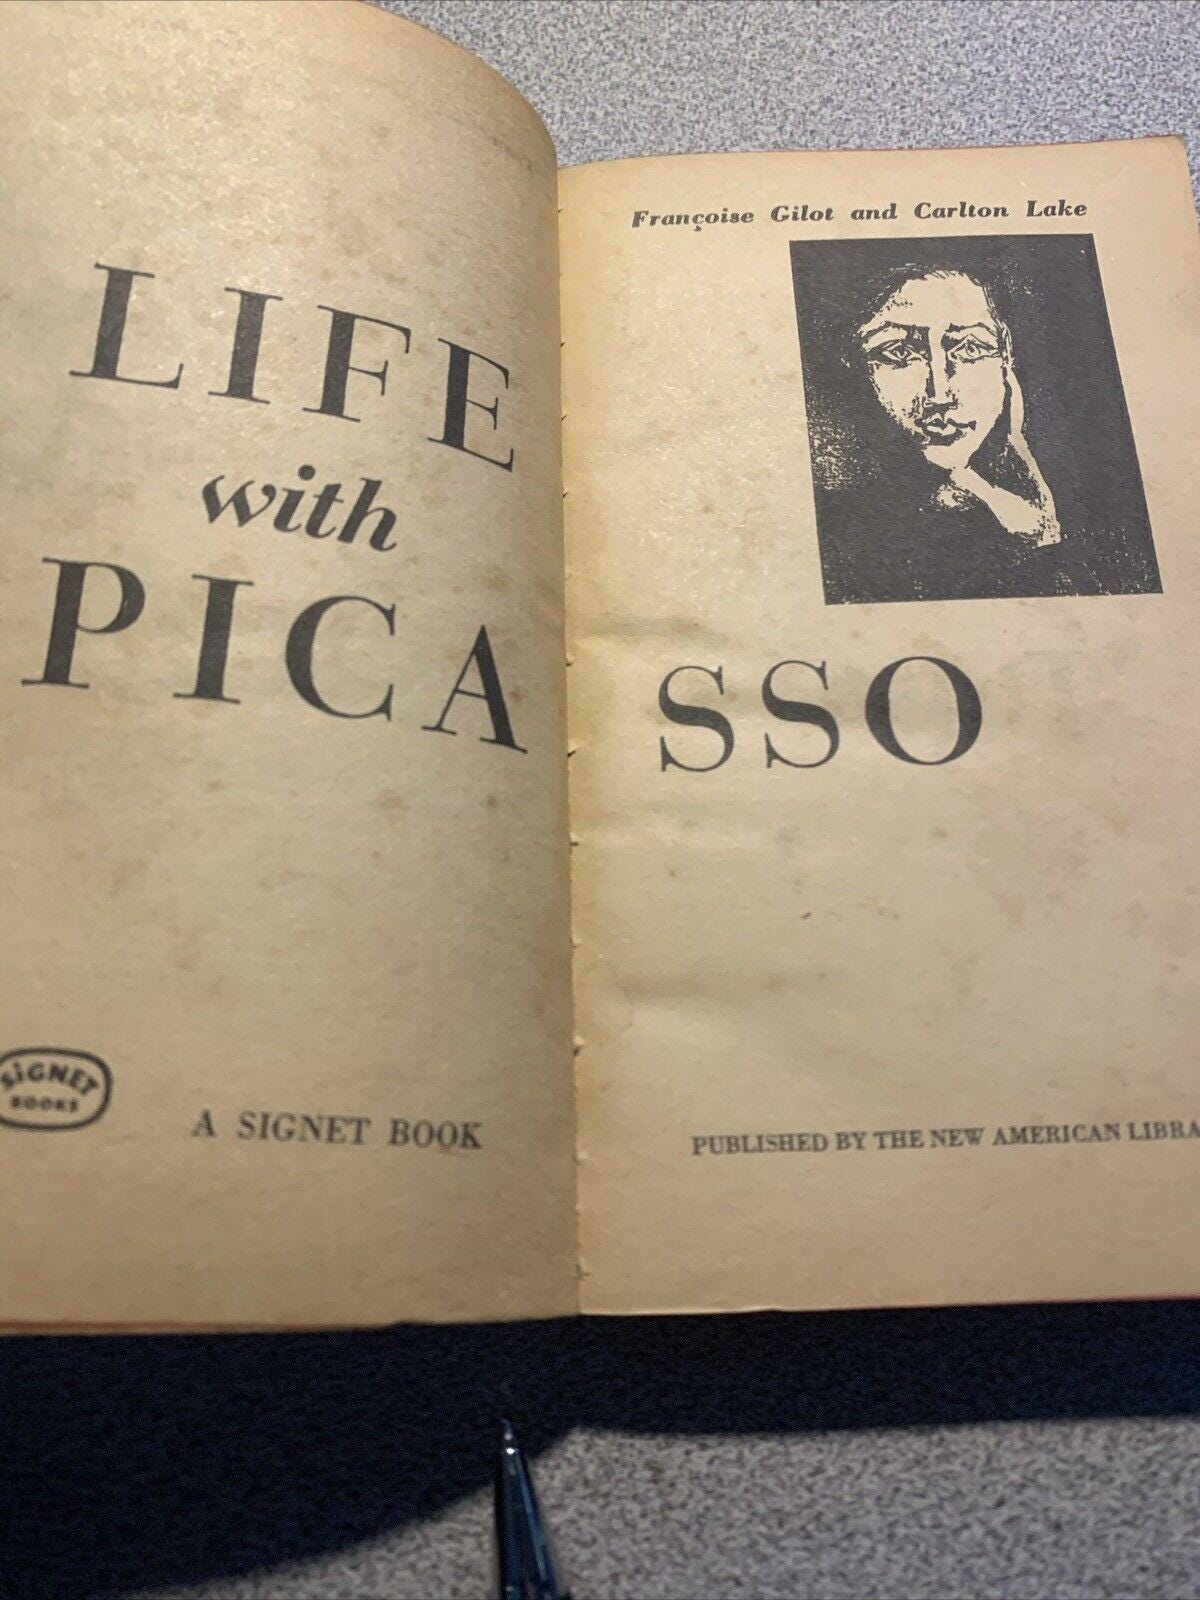 LIFE
with
PICA
SiGNET
BOOKS
A SIGNET BOOK
Françoise Gilot and Carlton Lake
SSO
PUBLISHED BY THE NEW AMERICAN LIBRA